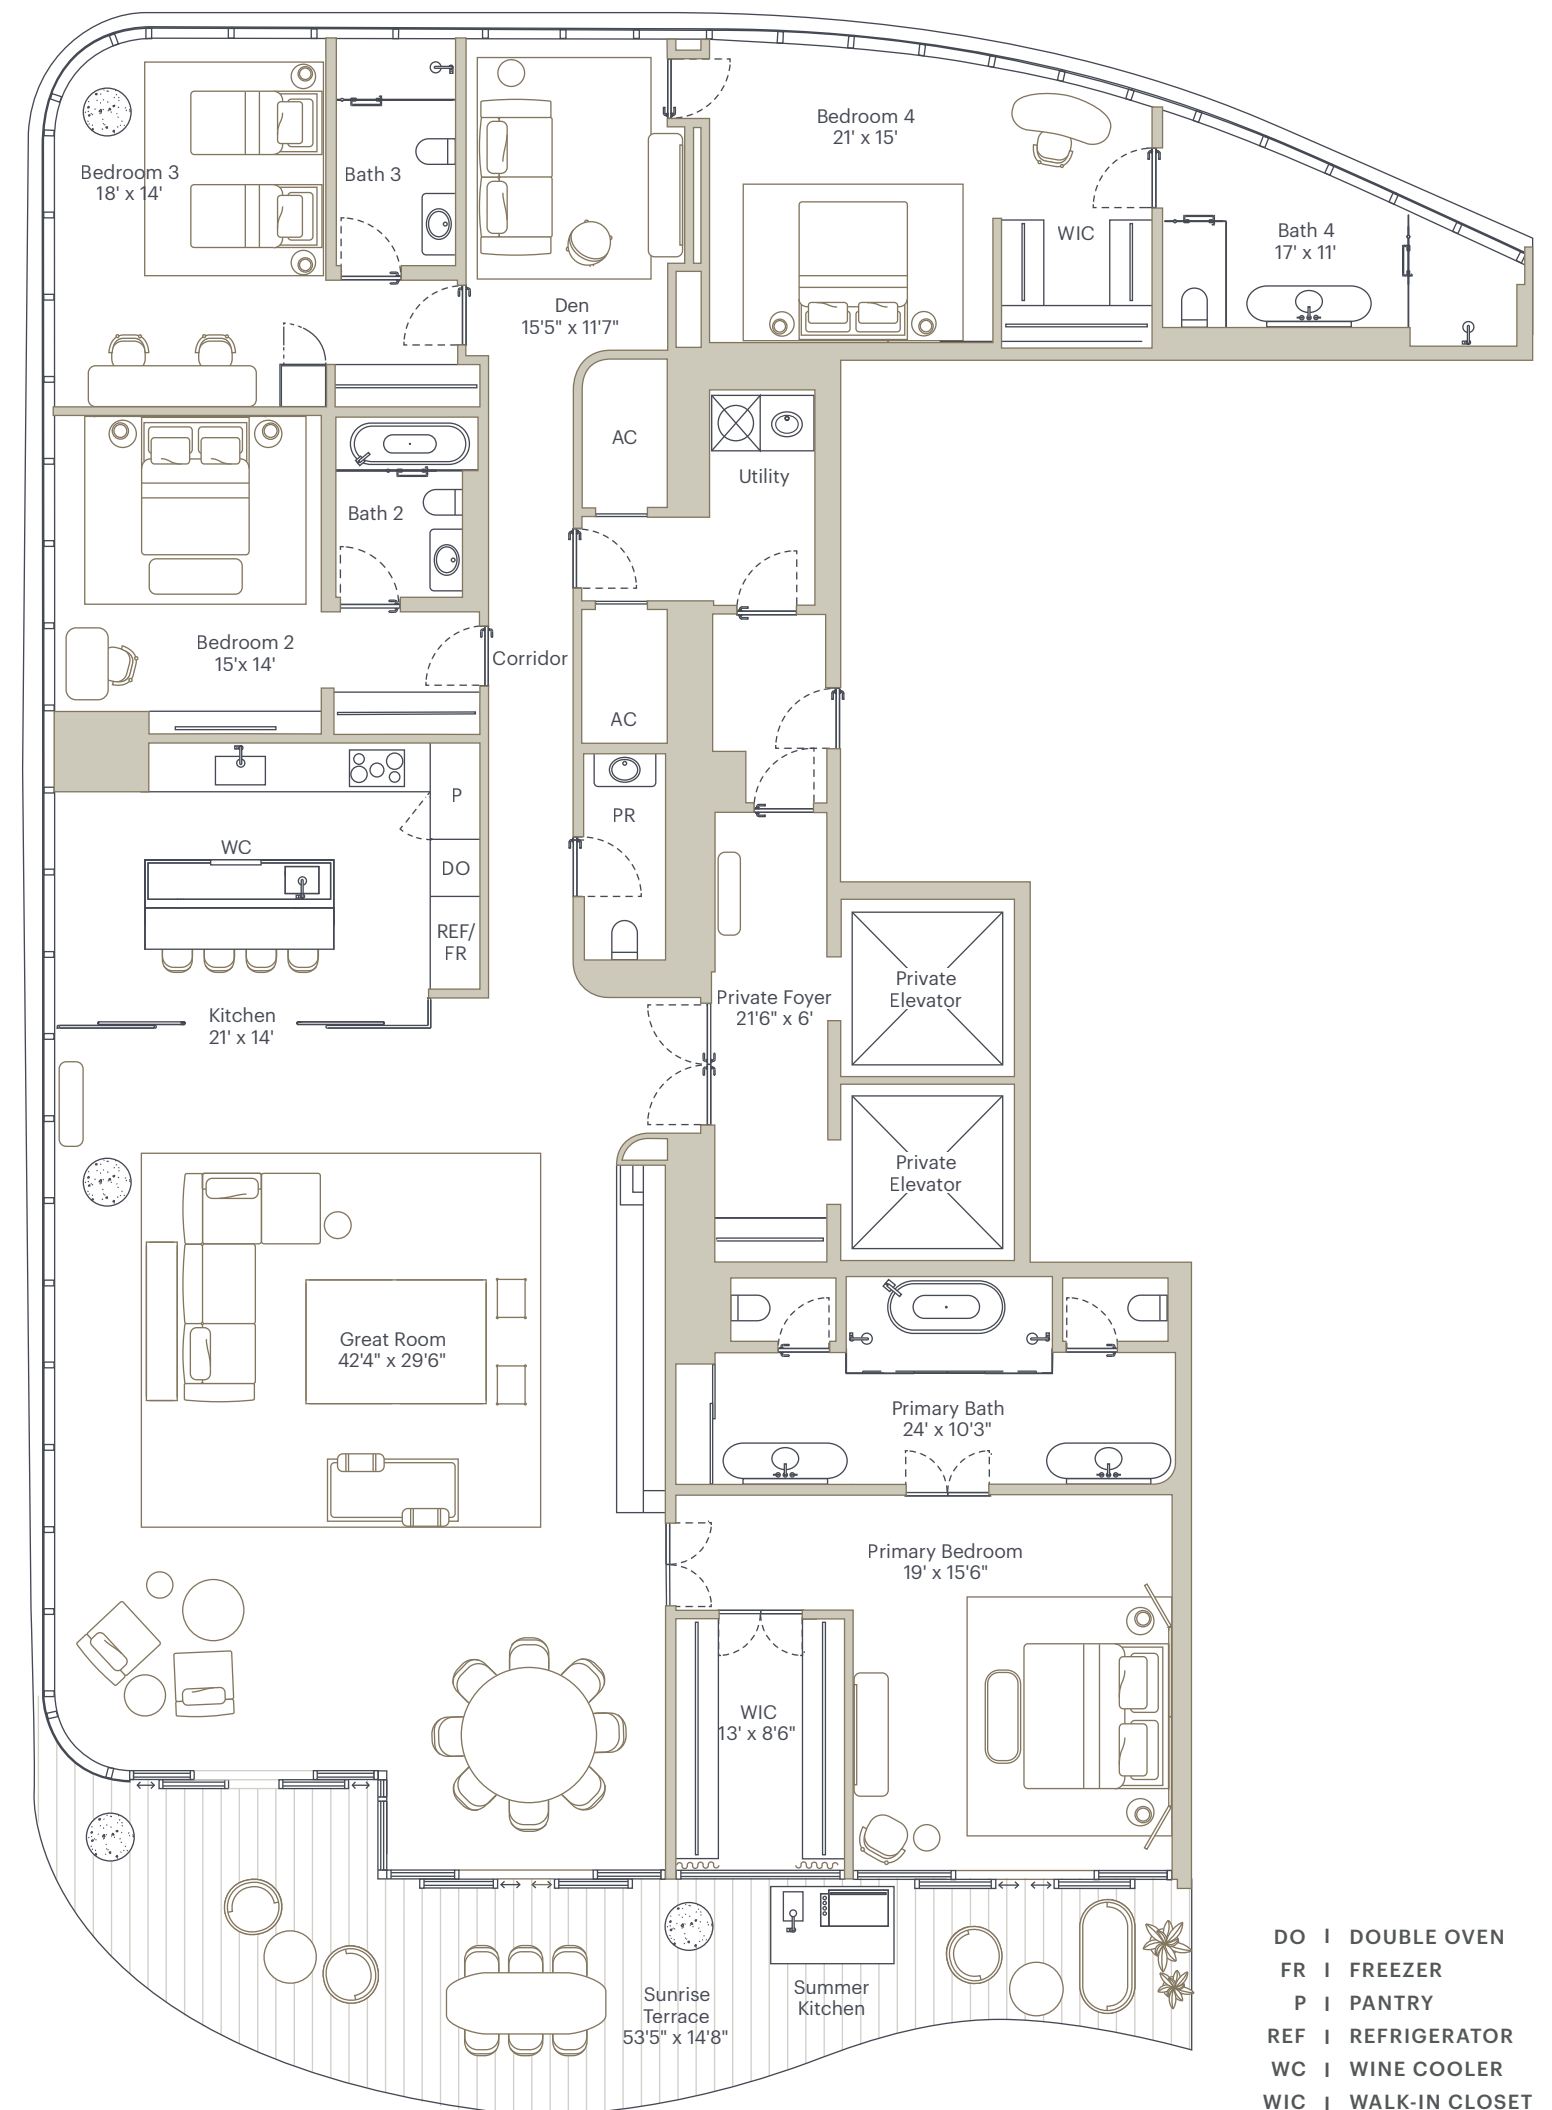 Bedroom 3
18' x 14'
Bath 3
Den
15'5" x 11'7"
Bedroom 4
21' x 15'
WIC
Bath 4
17' x 11'
AC
Utility
Bath 2
Bedroom 2
15'x 14'
Corridor
AC
P
PR
WC
DO
REF/
FR
Kitchen
21' x 14'
Private Foyer
21'6" x 6'
Private
Elevator
Private
Elevator
Great Room
42'4" x 29'6"
Primary Bath
24' x 10'3"
Primary Bedroom
19' x 15'6"
WIC
13' x 8'6"
Sunrise
Terrace
53'5" x 14'8"
Summer
Kitchen
DO | DOUBLE OVEN
FR | FREEZER
P | PANTRY
REF | REFRIGERATOR
WC | WINE COOLER
WIC | WALK-IN CLOSET